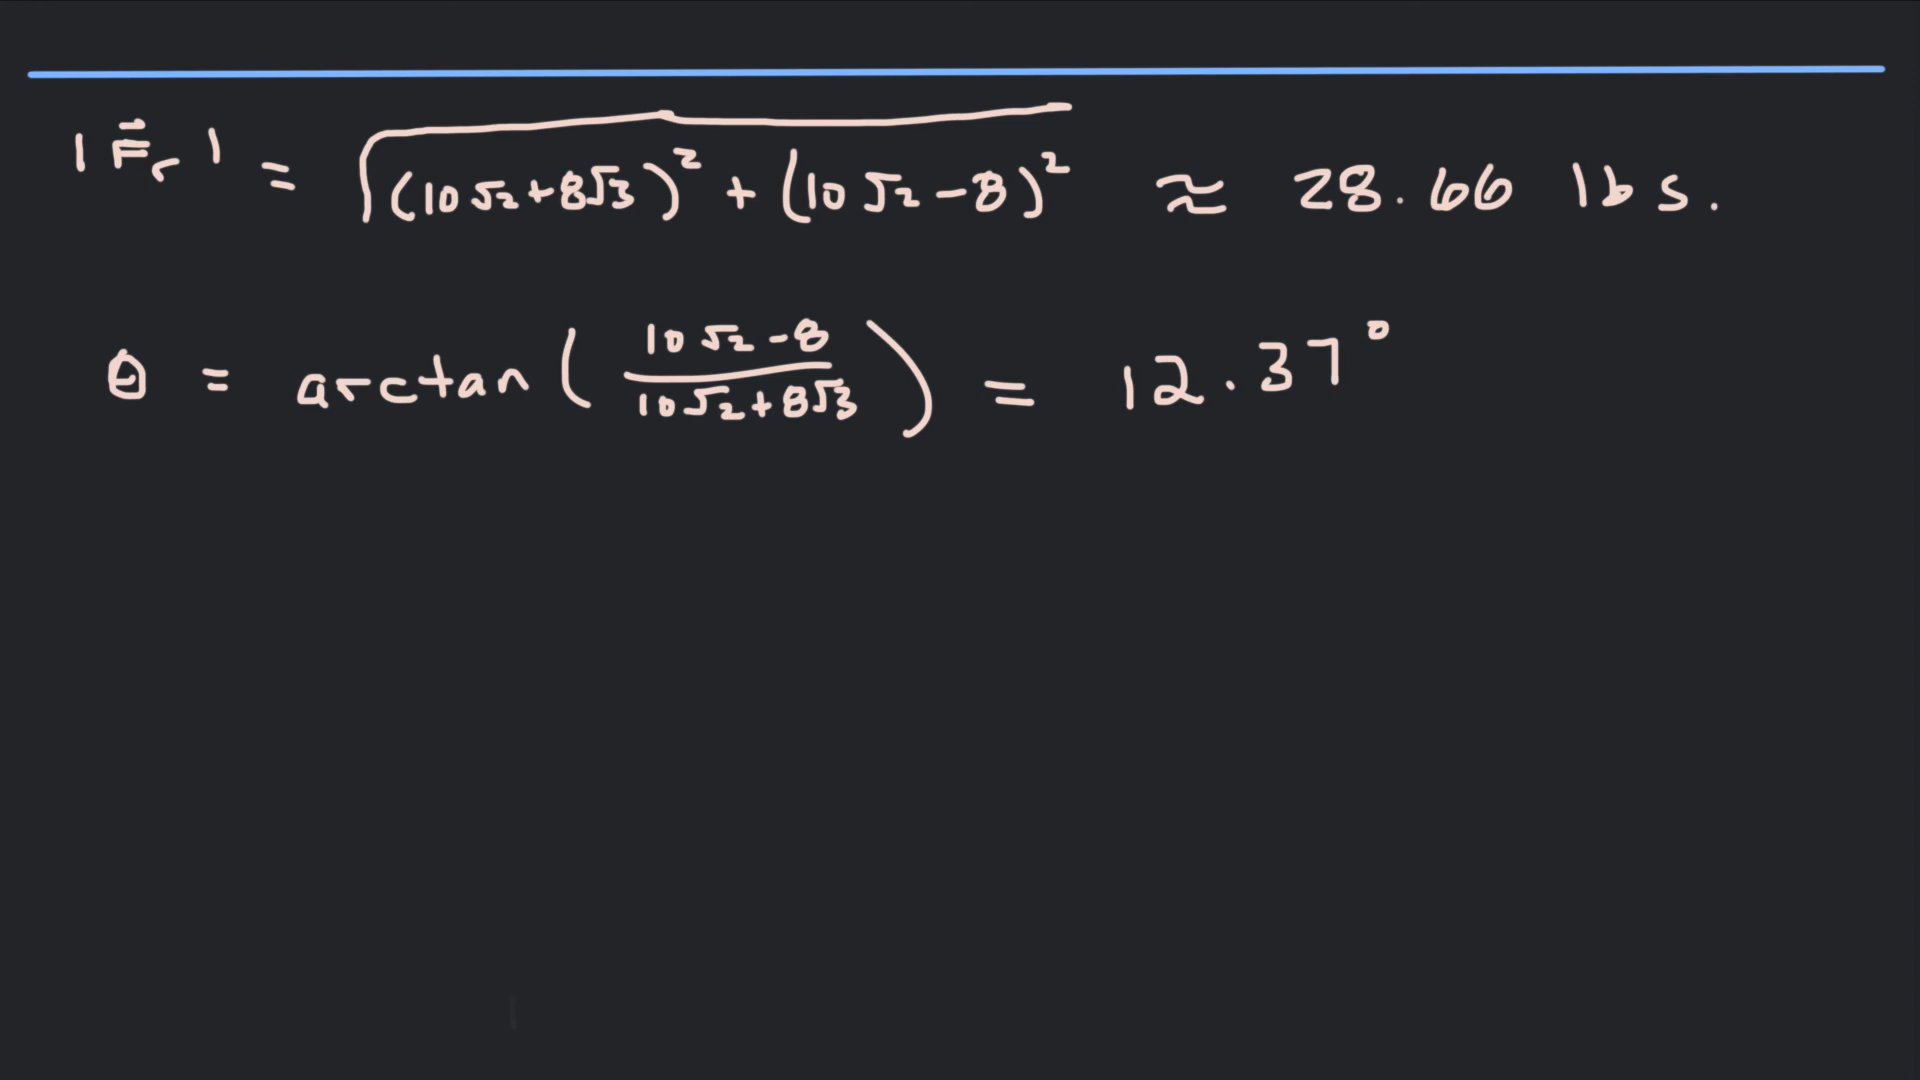 |F⃗ᵣ| = √((10√2+8√3)² + (10√2-8)²) ≈ 28.66 lbs.
θ = arctan((10√2-8)/(10√2+8√3)) = 12.37°